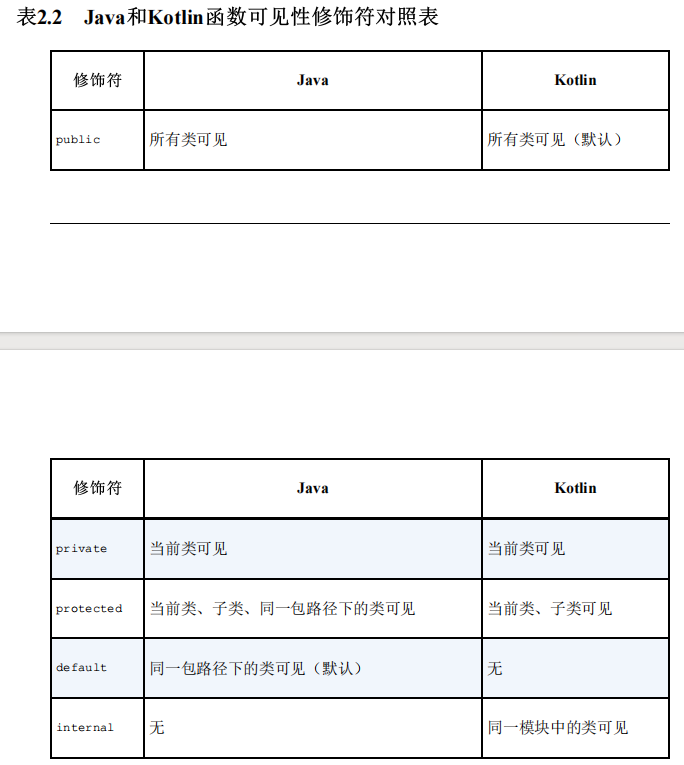 表2.2 Java和Kotlin函数可见性修饰符对照表
修饰符 Java Kotlin
public 所有类可见 所有类可见（默认）
修饰符 Java Kotlin
private 当前类可见 当前类可见
protected 当前类、子类、同一包路径下的类可见 当前类、子类可见
default 同一包路径下的类可见（默认） 无
internal 无 同一模块中的类可见